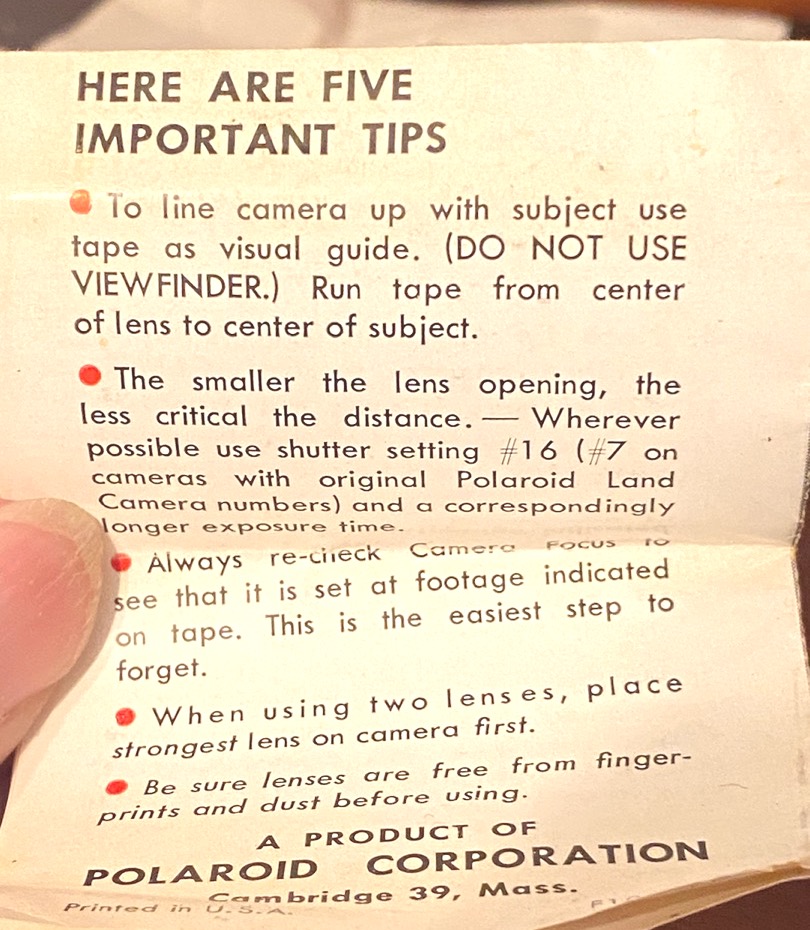 HERE ARE FIVE
IMPORTANT TIPS
• To line camera up with subject use
tape as visual guide. (DO NOT USE
VIEWFINDER.) Run tape from center
of lens to center of subject.
• The smaller the lens opening, the
less critical the distance. — Wherever
possible use shutter setting #16 (#7 on
cameras with original Polaroid Land
Camera numbers) and a correspondingly
longer exposure time.
• Always re-check Camera Focus to
see that it is set at footage indicated
on tape. This is the easiest step to
forget.
• When using two lenses, place
strongest lens on camera first.
• Be sure lenses are free from finger-
prints and dust before using.
A PRODUCT OF
POLAROID CORPORATION
Cambridge 39, Mass.
Printed in U.S.A.